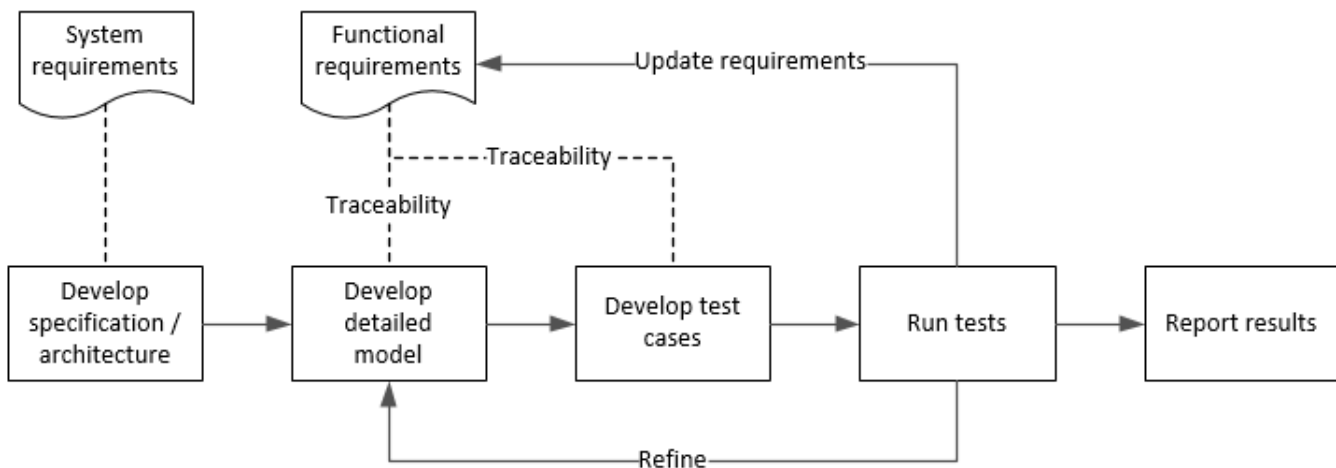 System
requirements
Functional
requirements
Update requirements
Traceability
Traceability
Develop
specification /
architecture
Develop
detailed
model
Develop test
cases
Run tests
Report results
Refine